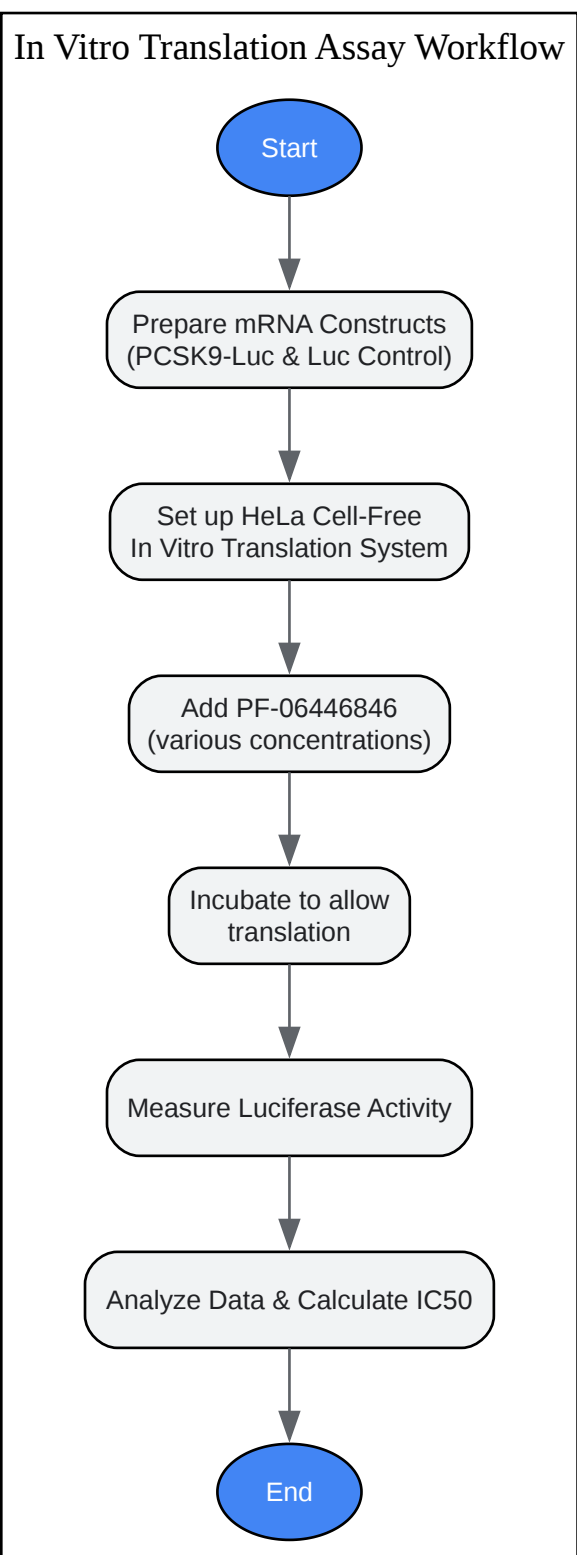 In Vitro Translation Assay Workflow
Start
Prepare mRNA Constructs
(PCSK9-Luc & Luc Control)
Set up HeLa Cell-Free
In Vitro Translation System
Add PF-06446846
(various concentrations)
Incubate to allow
translation
Measure Luciferase Activity
Analyze Data & Calculate IC50
End